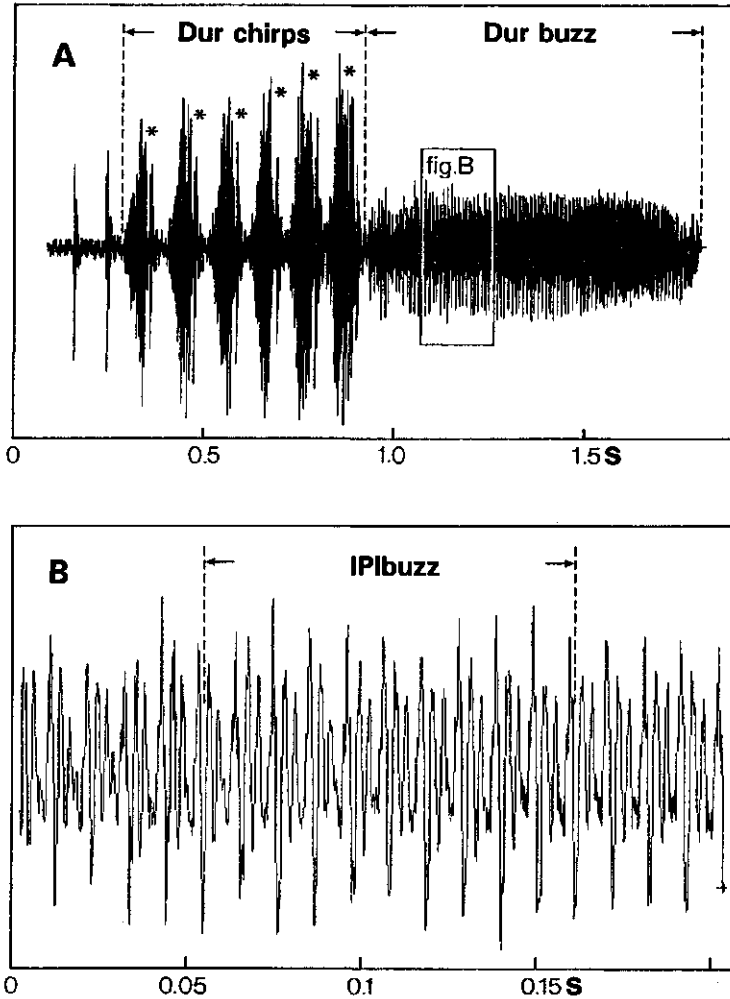 Dur chirps Dur buzz
A
* * * * * *
fig.B
0 0.5 1.0 1.5 S
B
IPIbuzz
0 0.05 0.1 0.15 S